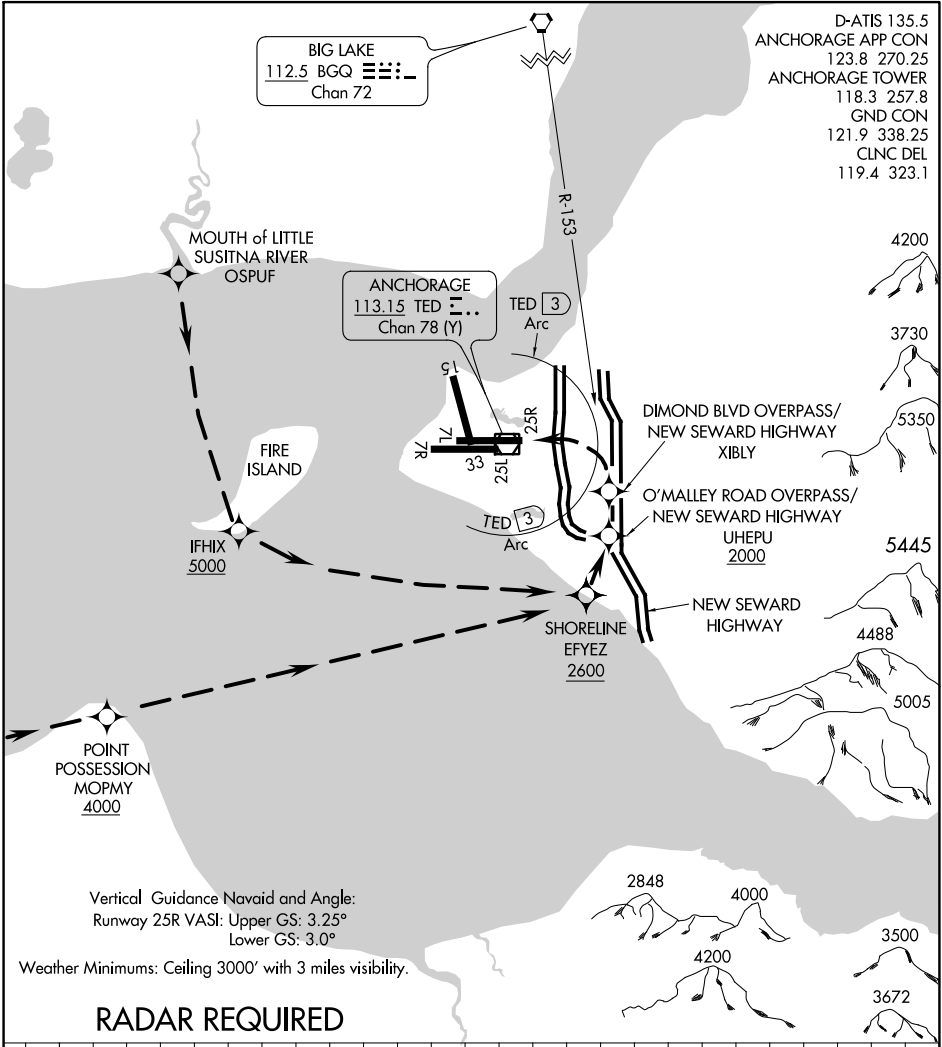 D-ATIS 135.5
ANCHORAGE APP CON
123.8 270.25
ANCHORAGE TOWER
118.3 257.8
GND CON
121.9 338.25
CLNC DEL
119.4 323.1
BIG LAKE
112.5 BGQ
Chan 72
R-153
MOUTH of LITTLE
SUSITNA RIVER
OSPUF
ANCHORAGE
113.15 TED
Chan 78 (Y)
TED 3
Arc
4200
3730
5350
15
7L
7R
33
25L
25R
DIMOND BLVD OVERPASS/
NEW SEWARD HIGHWAY
XIBLY
FIRE
ISLAND
TED 3
Arc
O'MALLEY ROAD OVERPASS/
NEW SEWARD HIGHWAY
UHEPU
2000
IFHIX
5000
5445
NEW SEWARD
HIGHWAY
SHORELINE
EFYEZ
2600
4488
5005
POINT
POSSESSION
MOPMY
4000
Vertical Guidance Navaid and Angle:
Runway 25R VASI: Upper GS: 3.25°
Lower GS: 3.0°
Weather Minimums: Ceiling 3000' with 3 miles visibility.
RADAR REQUIRED
2848
4000
4200
3500
3672